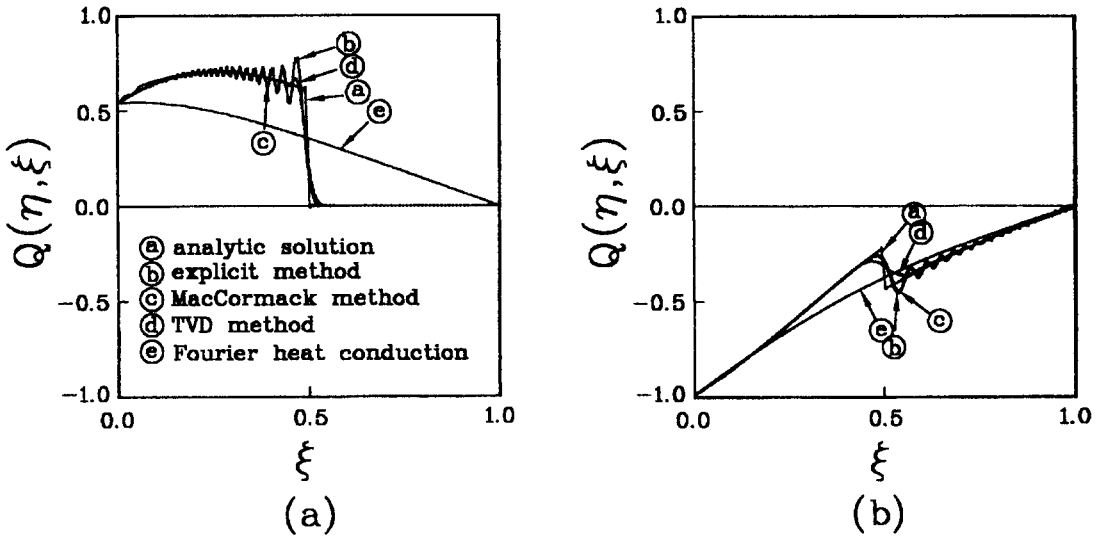 1.0
0.5
0.0
−0.5
−1.0
Q(η,ξ)
ⓑ
ⓓ
ⓐ
ⓔ
ⓒ
ⓐ analytic solution
ⓑ explicit method
ⓒ MacCormack method
ⓓ TVD method
ⓔ Fourier heat conduction
0.0 0.5 1.0
ξ
(a)
1.0
0.5
0.0
−0.5
−1.0
Q(η,ξ)
ⓐ
ⓓ
ⓒ
ⓔ
ⓑ
0.0 0.5 1.0
ξ
(b)